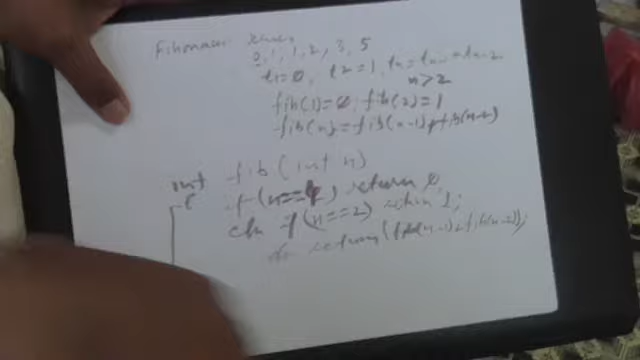 Fibonacci series
0, 1, 1, 2, 3, 5
t1=0, t2=1, tn=tn-1+tn-2
n>2
fib(1)=0, fib(2)=1
fib(n)=fib(n-1)+fib(n-2)
int fib(int n)
{ if(n==1) return 0;
else if(n==2) return 1;
return(fib(n-1)+fib(n-2));